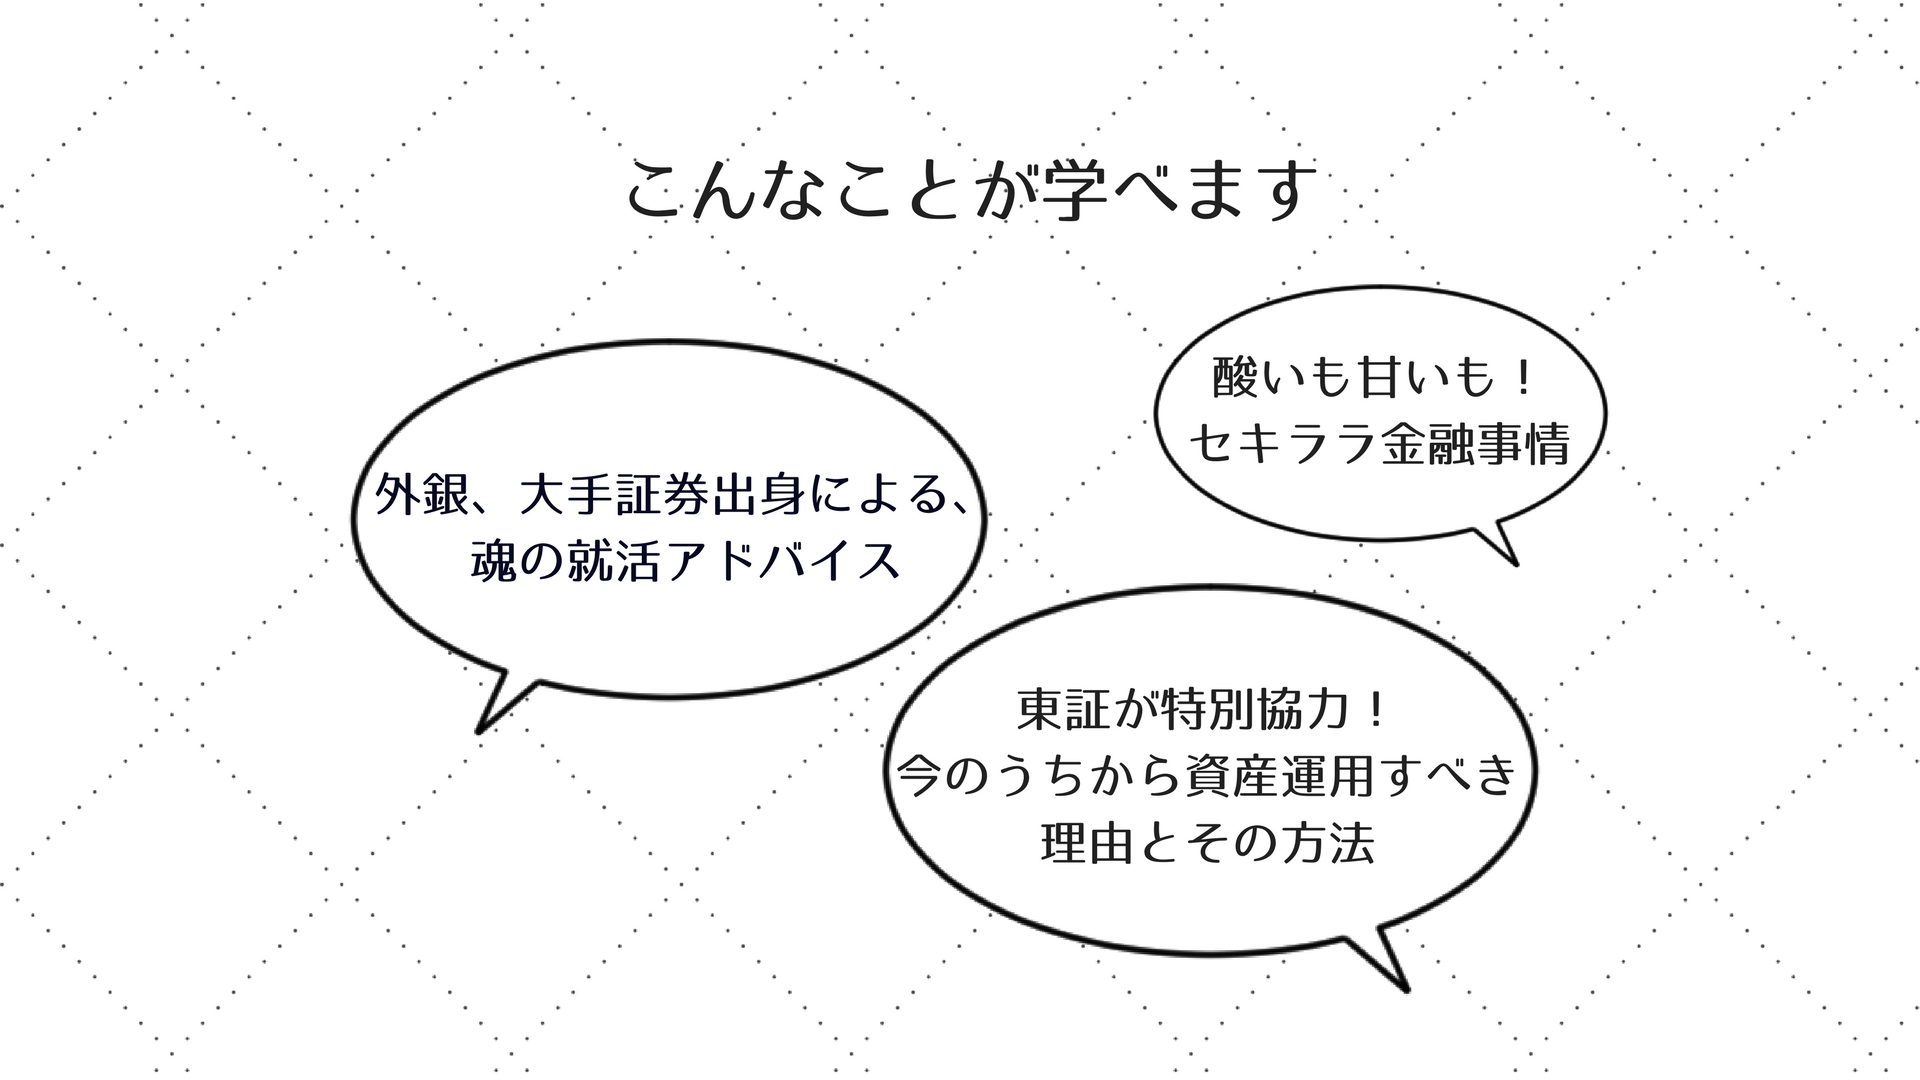 こんなことが学べます
外銀、大手証券出身による、
魂の就活アドバイス
酸いも甘いも！
セキララ金融事情
東証が特別協力！
今のうちから資産運用すべき
理由とその方法